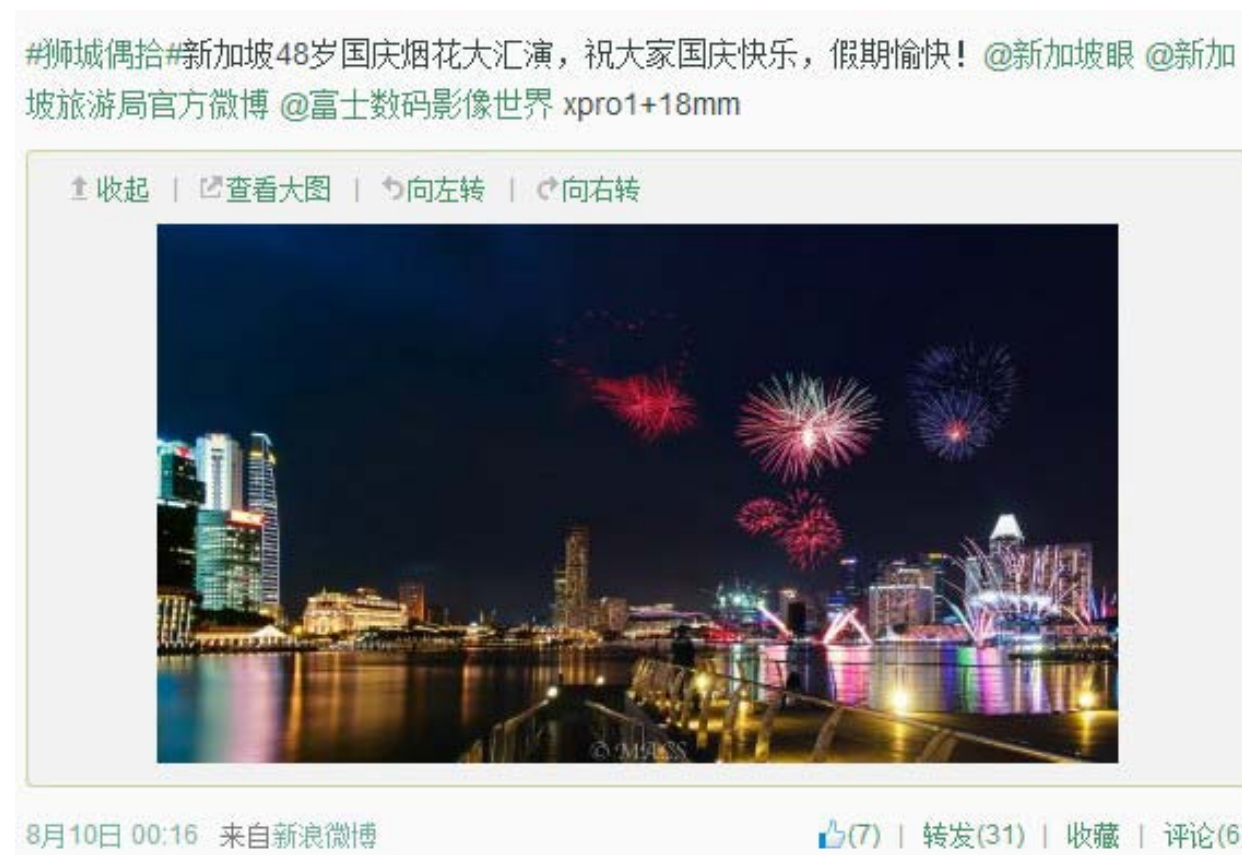 #狮城偶拾#新加坡48岁国庆烟花大汇演，祝大家国庆快乐，假期愉快！@新加坡眼 @新加
坡旅游局官方微博 @富士数码影像世界 xpro1+18mm
收起 | 查看大图 | 向左转 | 向右转
© MASS
8月10日 00:16 来自新浪微博 (7) | 转发(31) | 收藏 | 评论(6